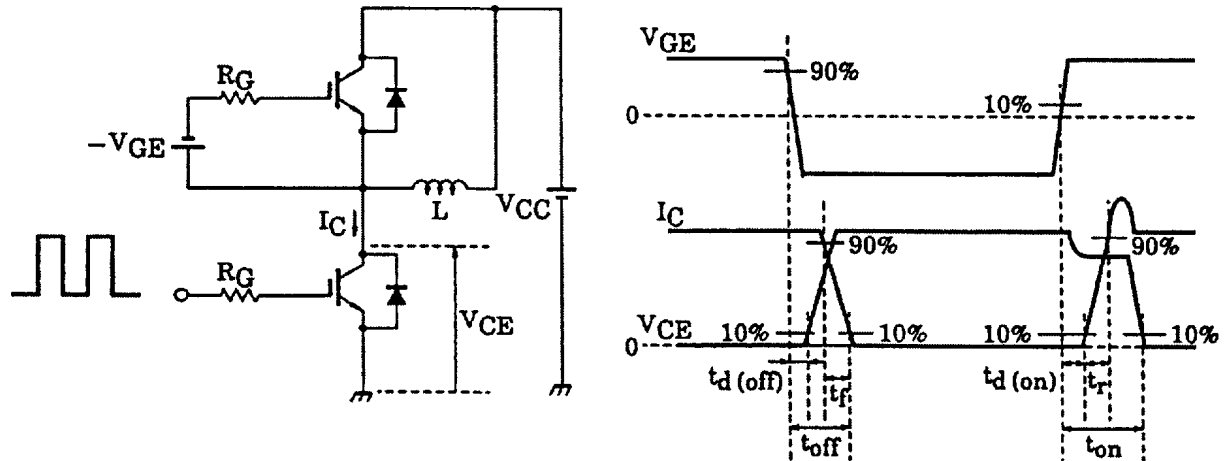 RG
−VGE
L
VCC
IC
RG
VCE
VGE
90%
10%
0
IC
90%
90%
VCE
10%
10%
10%
10%
0
td (off)
tf
td (on)
tr
toff
ton